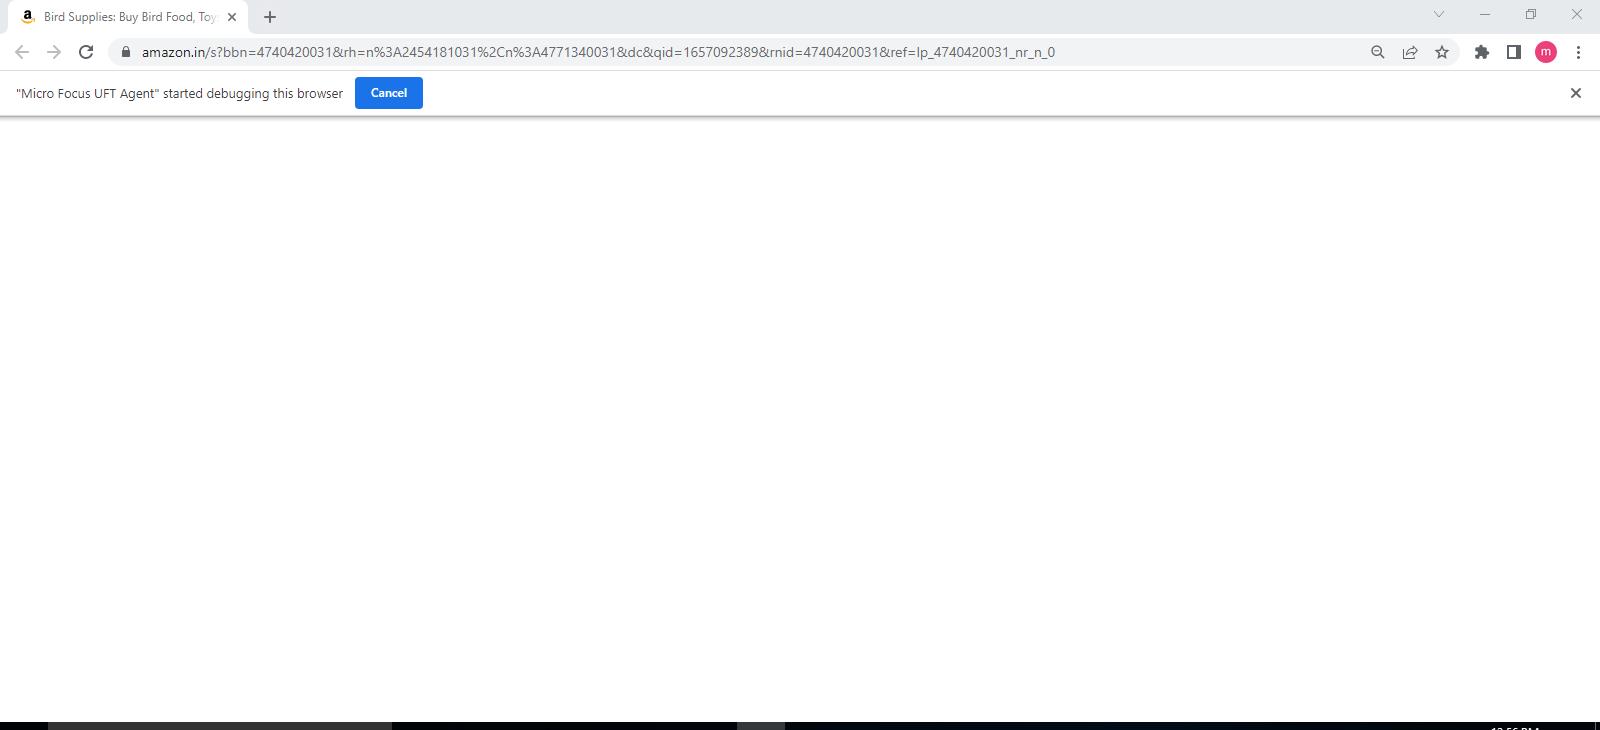 Bird Supplies: Buy Bird Food, Toy
amazon.in/s?bbn=4740420031&rh=n%3A2454181031%2Cn%3A4771340031&dc&qid=1657092389&rnid=4740420031&ref=lp_4740420031_nr_n_0
m
"Micro Focus UFT Agent" started debugging this browser
Cancel